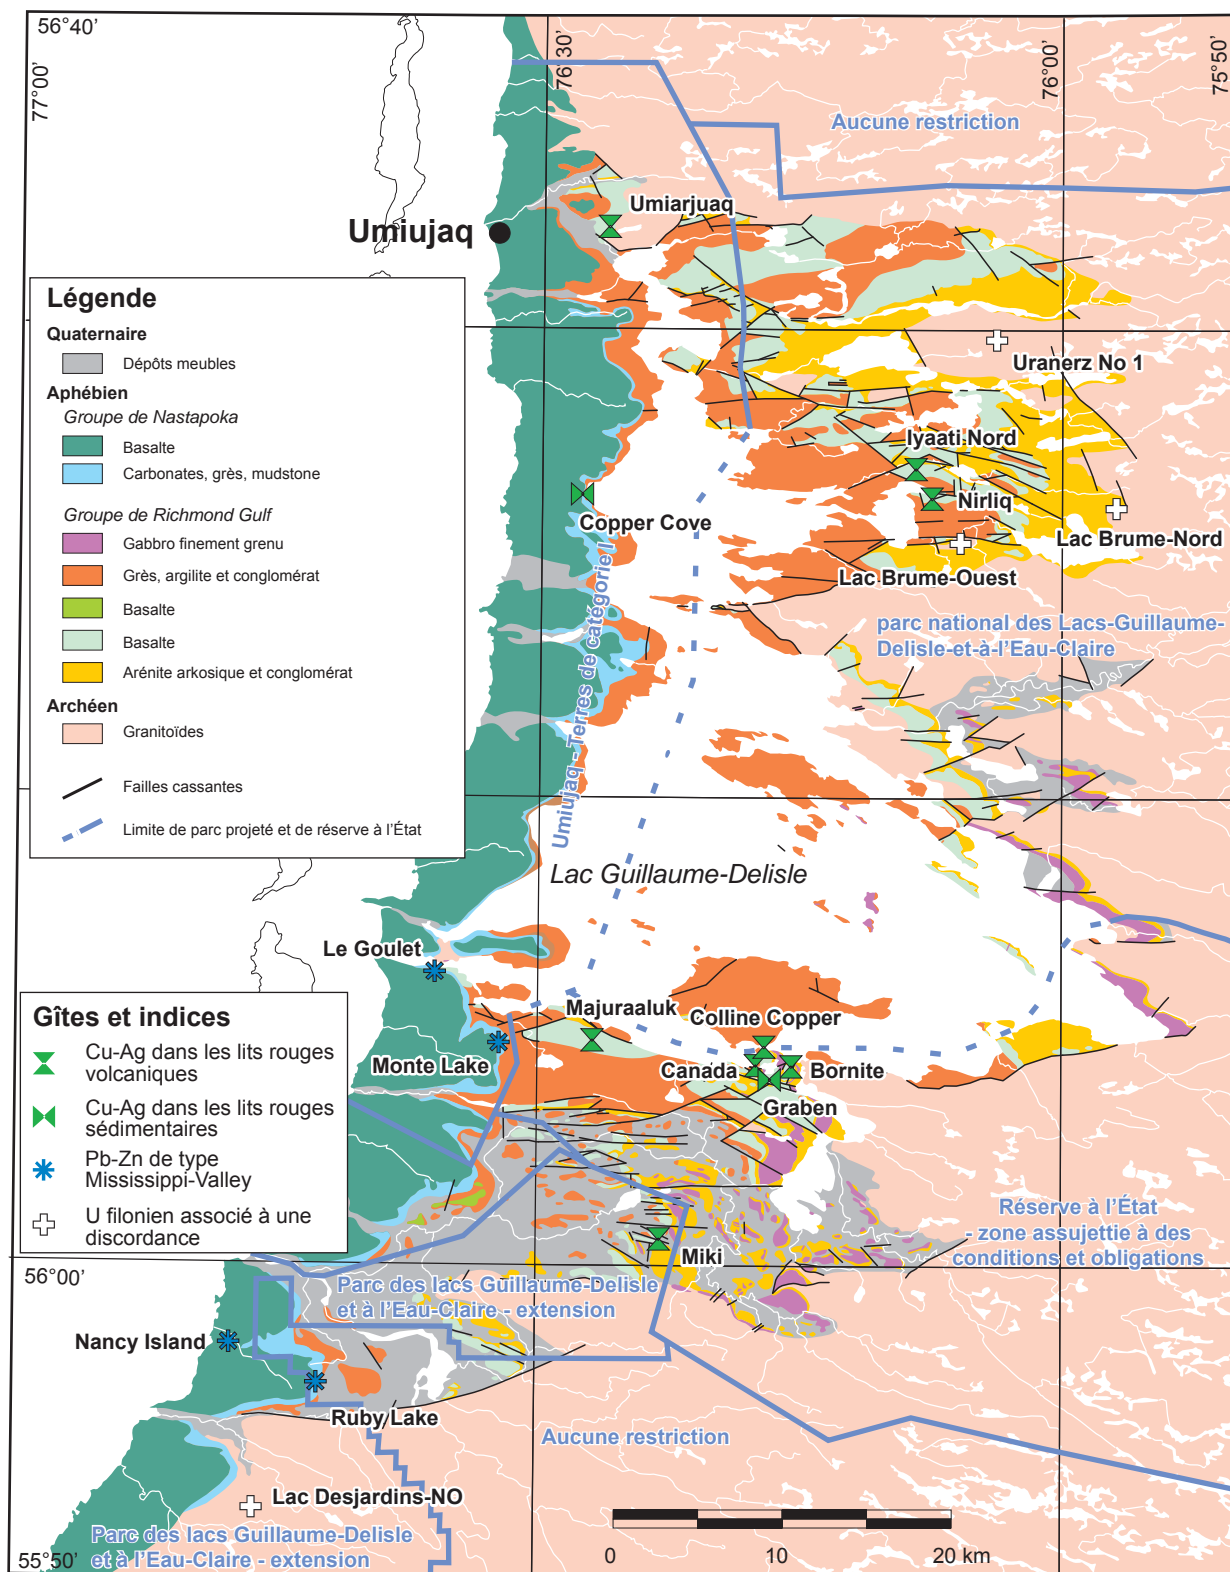 56°40’
77°00’
76°30’
76°00’
75°50’
Aucune restriction
Umiarjuaq
Umiujaq
Légende
Quaternaire
Dépôts meubles
Aphébien
Groupe de Nastapoka
Basalte
Carbonates, grès, mudstone
Groupe de Richmond Gulf
Gabbro finement grenu
Grès, argilite et conglomérat
Basalte
Basalte
Arénite arkosique et conglomérat
Archéen
Granitoïdes
Failles cassantes
Limite de parc projeté et de réserve à l’État
Uranerz No 1
Iyaati Nord
Nirliq
Copper Cove
Lac Brume-Nord
Lac Brume-Ouest
Umiujaq - Terres de catégorie I
parc national des Lacs-Guillaume-
Delisle-et-à-l’Eau-Claire
Lac Guillaume-Delisle
Le Goulet
Gîtes et indices
Cu-Ag dans les lits rouges
volcaniques
Cu-Ag dans les lits rouges
sédimentaires
Pb-Zn de type
Mississippi-Valley
U filonien associé à une
discordance
Majuraaluk
Colline Copper
Monte Lake
Canada
Bornite
Graben
Réserve à l’État
- zone assujettie à des
conditions et obligations
Miki
56°00’
Parc des lacs Guillaume-Delisle
et à l’Eau-Claire - extension
Nancy Island
Ruby Lake
Aucune restriction
Lac Desjardins-NO
Parc des lacs Guillaume-Delisle
et à l’Eau-Claire - extension
55°50’
0 10 20 km